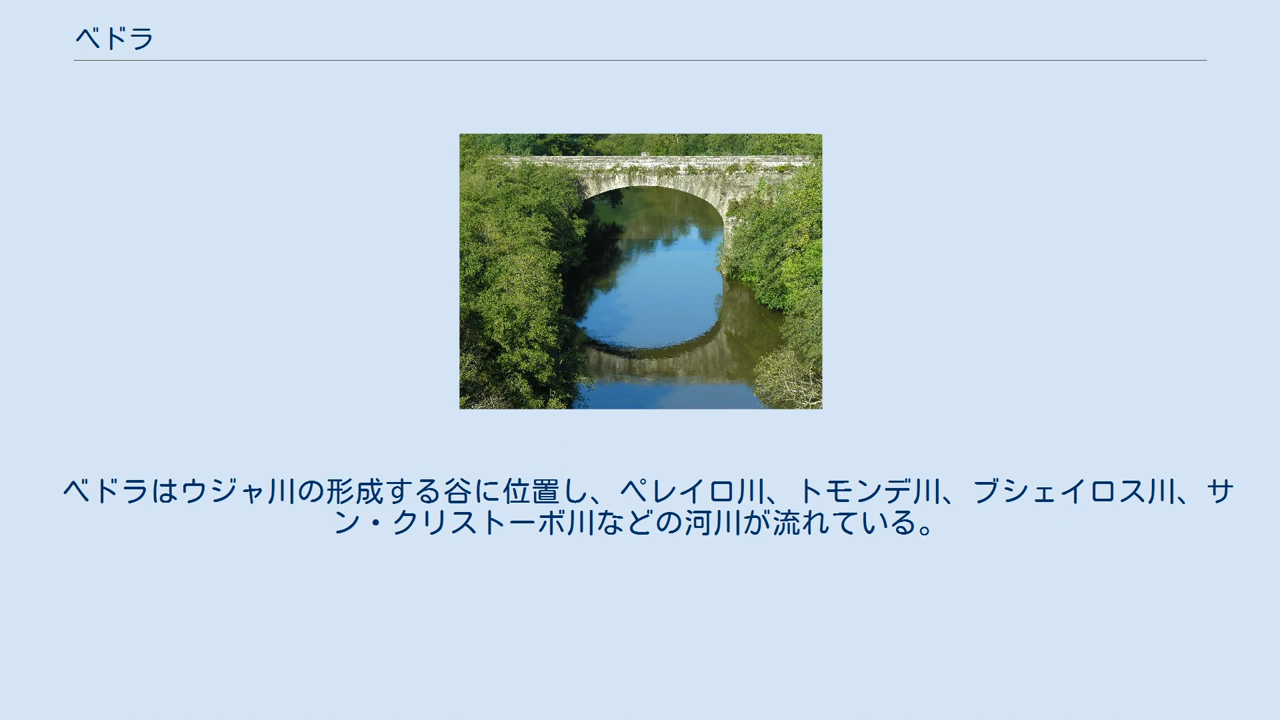 ベドラ
ベドラはウジャ川の形成する谷に位置し、ペレイロ川、トモンデ川、ブシェイロス川、サ
ン・クリストーボ川などの河川が流れている。